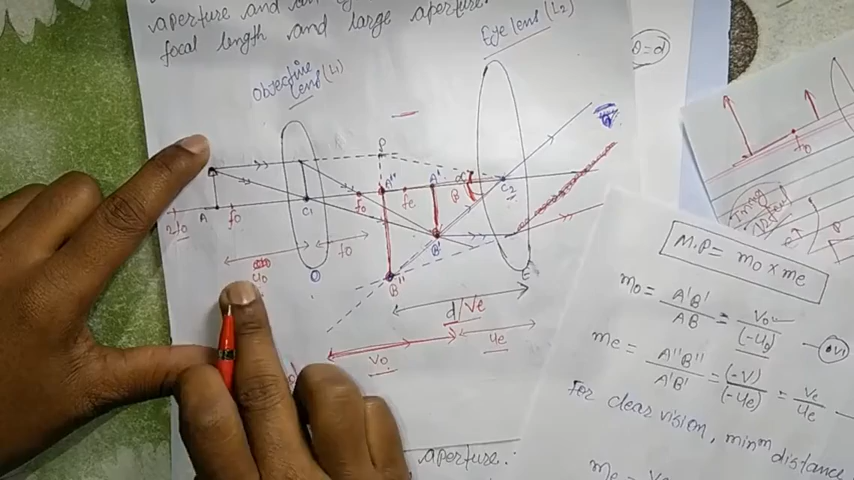 aperture and
focal length and large aperture.
Eye lens (L2)
Objective
lens (L1)
D = d
P
A"
A'
α
β
C2
A
C1
fo
fe
2fo
fo
B'
uo
fo
O
B"
E
d/Ve
Vo
ue
aperture.
fo
M.P = mo × me
mo = A'B' / AB = Vo / (-uo)
me = A"B" / A'B' = (-V) / (-ue) = Ve / ue
For clear vision, minm distance
me =